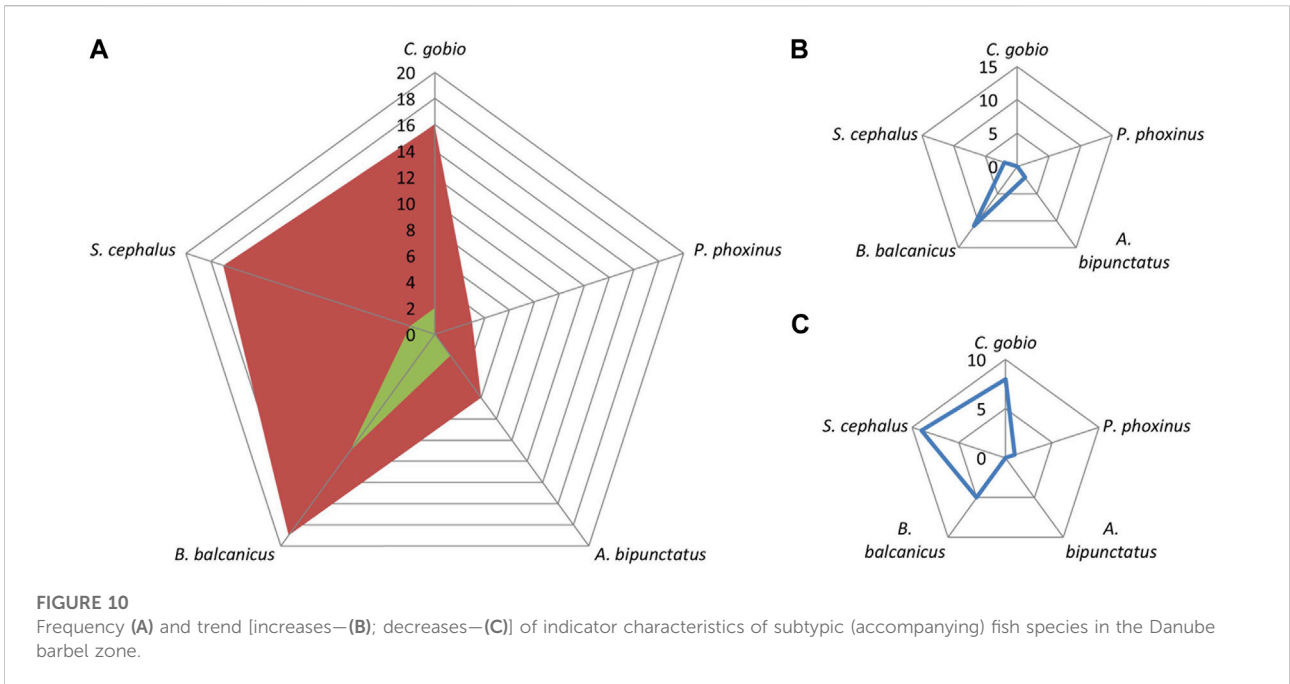 A
C. gobio
20
18
16
14
12
10
8
6
4
2
0
S. cephalus
P. phoxinus
B. balcanicus
A. bipunctatus
B
C. gobio
15
10
5
0
S. cephalus
P. phoxinus
B. balcanicus
A.
bipunctatus
C
C. gobio
10
5
0
S. cephalus
P. phoxinus
B.
balcanicus
A.
bipunctatus
FIGURE 10
Frequency (A) and trend [increases—(B); decreases—(C)] of indicator characteristics of subtypic (accompanying) fish species in the Danube
barbel zone.